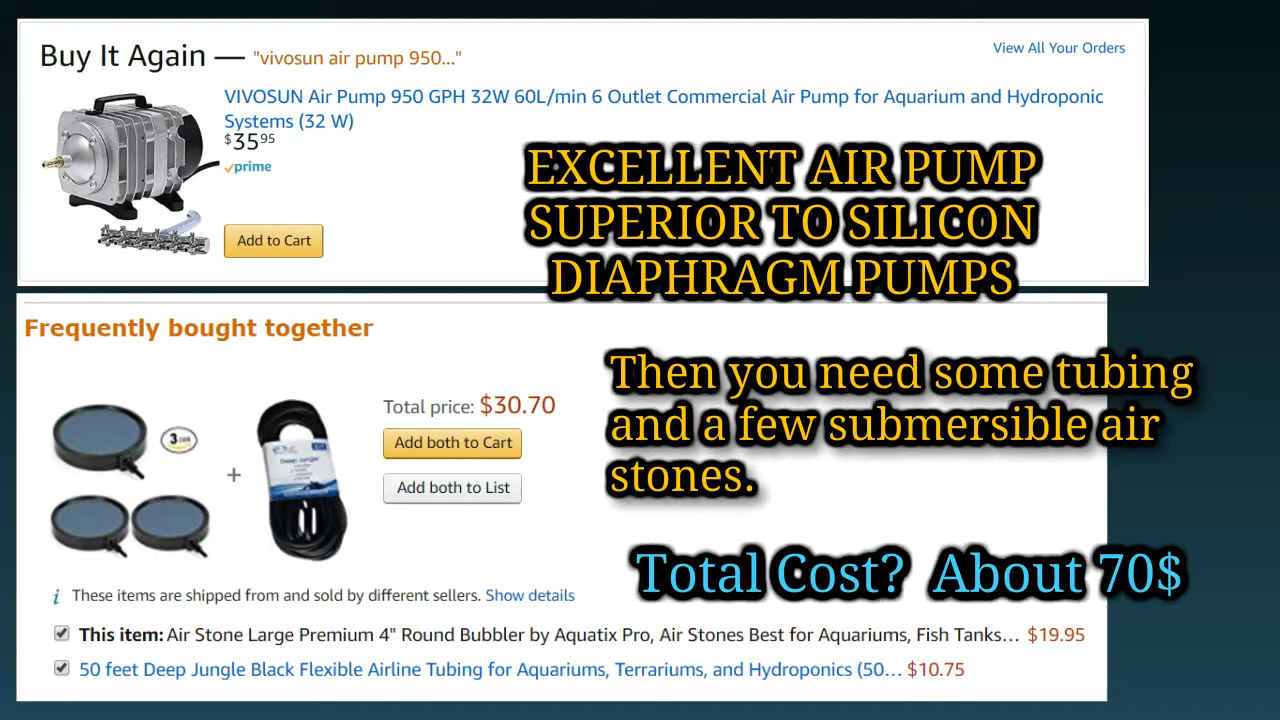 Buy It Again — "vivosun air pump 950..."
View All Your Orders
VIVOSUN Air Pump 950 GPH 32W 60L/min 6 Outlet Commercial Air Pump for Aquarium and Hydroponic
Systems (32 W)
$35 95
prime
Add to Cart
EXCELLENT AIR PUMP
SUPERIOR TO SILICON
DIAPHRAGM PUMPS
Frequently bought together
Total price: $30.70
Add both to Cart
Add both to List
3
+
Deep Jungle
Then you need some tubing
and a few submersible air
stones.
Total Cost?  About 70$
i These items are shipped from and sold by different sellers. Show details
This item: Air Stone Large Premium 4" Round Bubbler by Aquatix Pro, Air Stones Best for Aquariums, Fish Tanks… $19.95
50 feet Deep Jungle Black Flexible Airline Tubing for Aquariums, Terrariums, and Hydroponics (50… $10.75